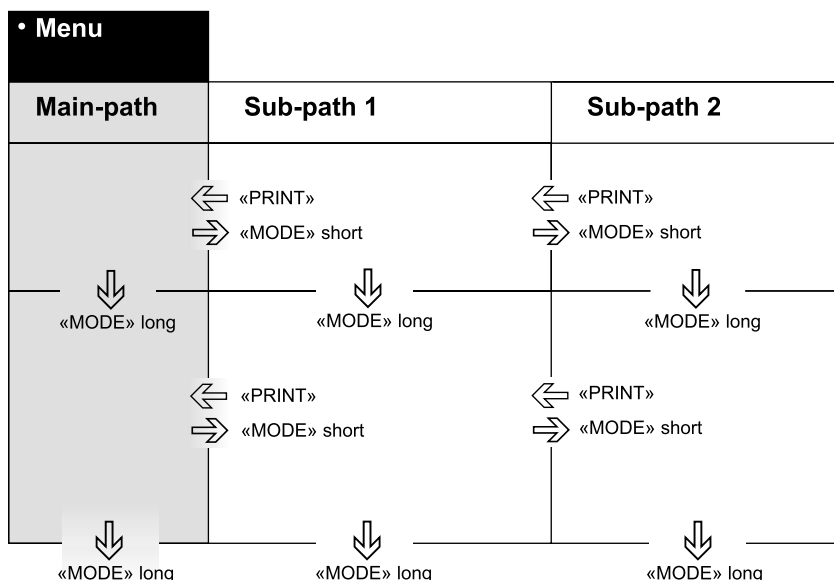 • Menu
Main-path Sub-path 1 Sub-path 2
«PRINT» «PRINT»
«MODE» short «MODE» short
«MODE» long «MODE» long «MODE» long
«PRINT» «PRINT»
«MODE» short «MODE» short
«MODE» long «MODE» long «MODE» long